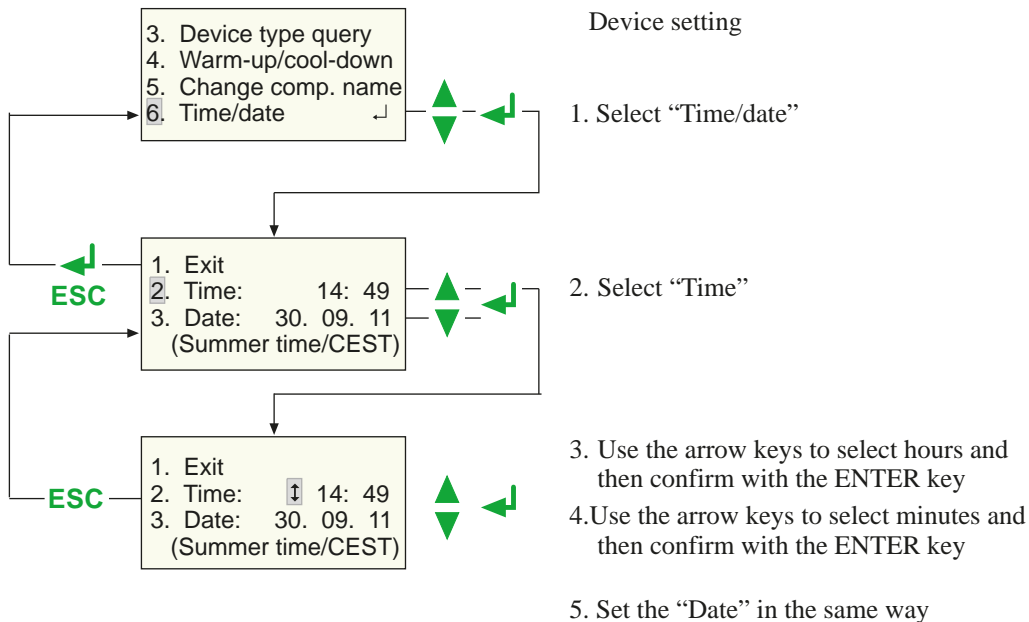 Device setting
3. Device type query
4. Warm-up/cool-down
5. Change comp. name
6. Time/date ↵
1. Select “Time/date”
1. Exit
2. Time: 14: 49
3. Date: 30. 09. 11
(Summer time/CEST)
ESC
2. Select “Time”
1. Exit
2. Time: ↕ 14: 49
3. Date: 30. 09. 11
(Summer time/CEST)
ESC
3. Use the arrow keys to select hours and
then confirm with the ENTER key
4.Use the arrow keys to select minutes and
then confirm with the ENTER key
5. Set the “Date” in the same way